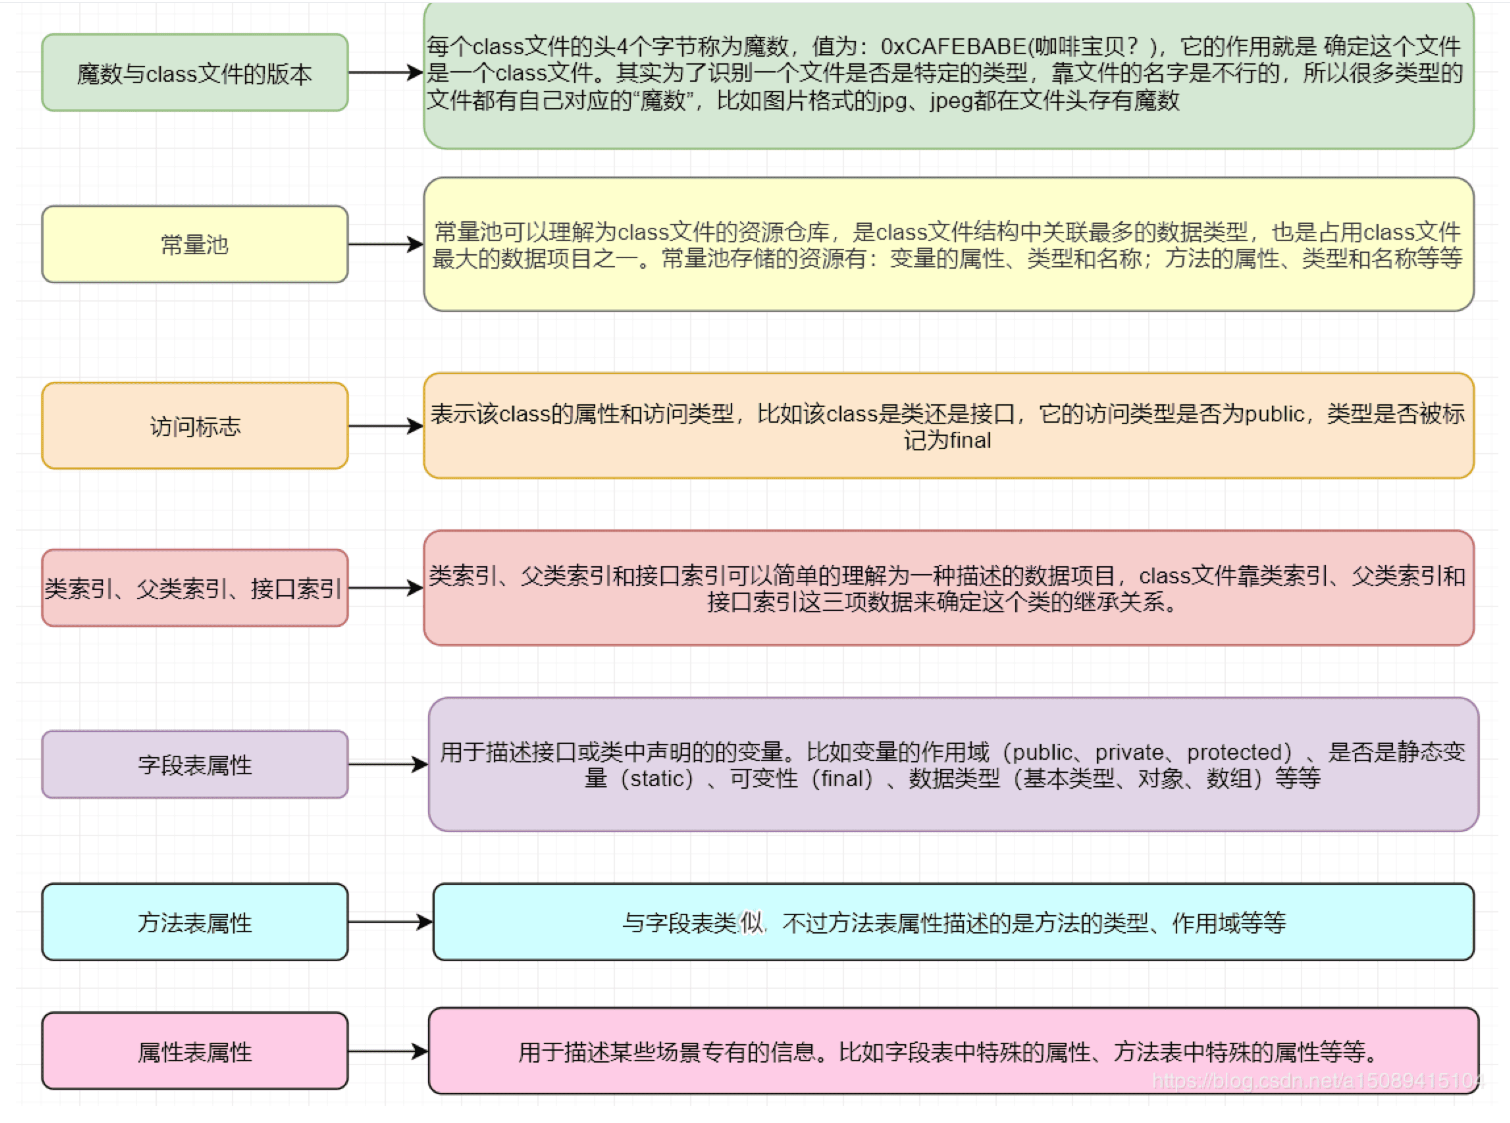 魔数与class文件的版本
每个class文件的头4个字节称为魔数，值为：0xCAFEBABE(咖啡宝贝？)，它的作用就是 确定这个文件
是一个class文件。其实为了识别一个文件是否是特定的类型，靠文件的名字是不行的，所以很多类型的
文件都有自己对应的“魔数”，比如图片格式的jpg、jpeg都在文件头存有魔数
常量池
常量池可以理解为class文件的资源仓库，是class文件结构中关联最多的数据类型，也是占用class文件
最大的数据项目之一。常量池存储的资源有：变量的属性、类型和名称；方法的属性、类型和名称等等
访问标志
表示该class的属性和访问类型，比如该class是类还是接口，它的访问类型是否为public，类型是否被标
记为final
类索引、父类索引、接口索引
类索引、父类索引和接口索引可以简单的理解为一种描述的数据项目，class文件靠类索引、父类索引和
接口索引这三项数据来确定这个类的继承关系。
字段表属性
用于描述接口或类中声明的的变量。比如变量的作用域（public、private、protected）、是否是静态变
量（static）、可变性（final）、数据类型（基本类型、对象、数组）等等
方法表属性
与字段表类似，不过方法表属性描述的是方法的类型、作用域等等
属性表属性
用于描述某些场景专有的信息。比如字段表中特殊的属性、方法表中特殊的属性等等。
https://blog.csdn.net/a15089415104